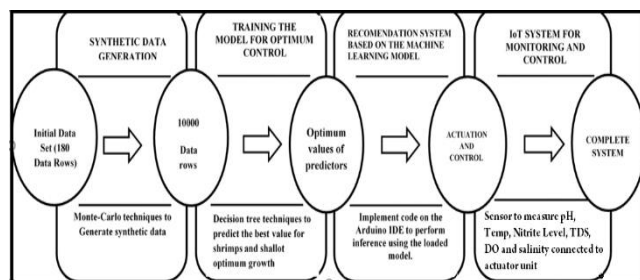 SYNTHETIC DATA
GENERATION
TRAINING THE
MODEL FOR OPTIMUM
CONTROL
RECOMENDATION SYSTEM
BASED ON THE MACHINE
LEARNING MODEL
IoT SYSTEM FOR
MONITORING AND
CONTROL
Initial Data
Set (180
Data Rows)
10000
Data
rows
Optimum
values of
predictors
ACTUATION
AND
CONTROL
COMPLETE
SYSTEM
Monte-Carlo techniques to
Generate synthetic data
Decision tree techniques to
predict the best value for
shrimps and shallot
optimum growth
Implement code on the
Arduino IDE to perform
inference using the loaded
model.
Sensor to measure pH,
Temp, Nitrite Level, TDS,
DO and salinity connected to
actuator unit